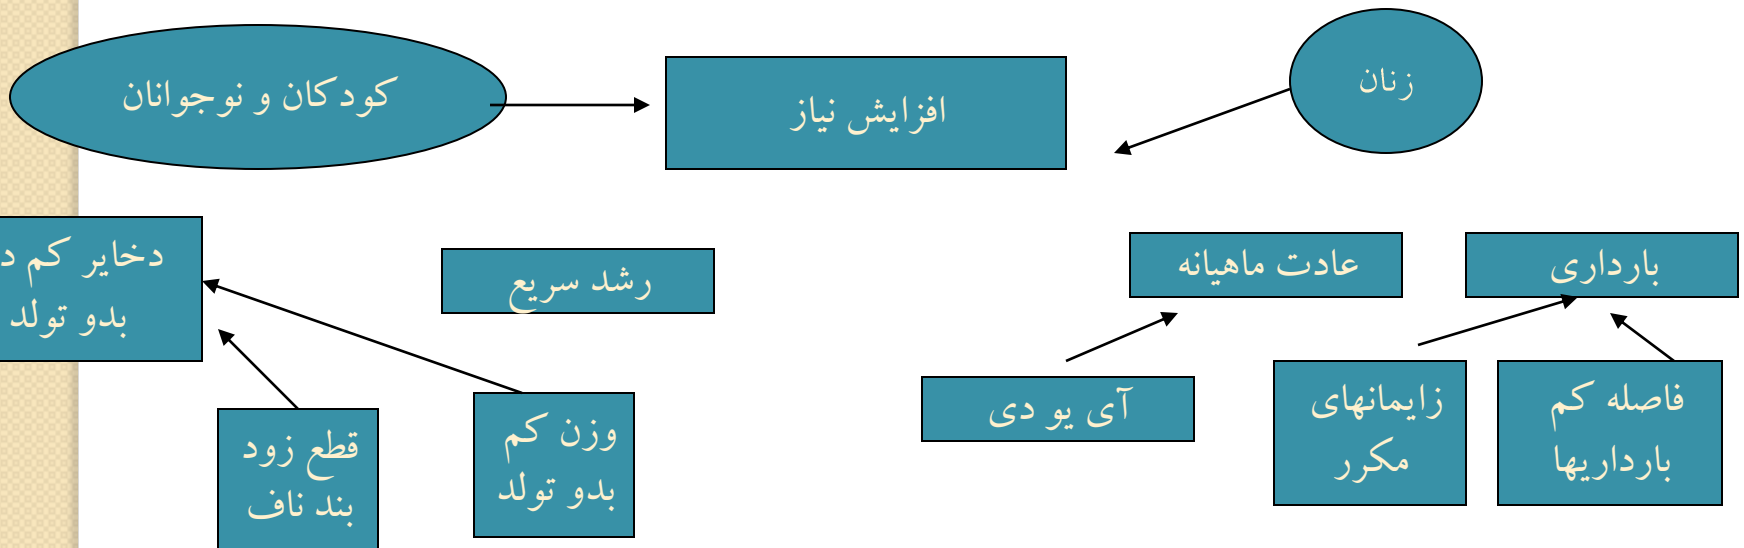 زنان
افزایش نیاز
کودکان و نوجوانان
بارداری
عادت ماهیانه
رشد سریع
دخایر کم
بدو تولد
فاصله کم
بارداریها
زایمانهای
مکرر
آی یو دی
وزن کم
بدو تولد
قطع زود
بند ناف